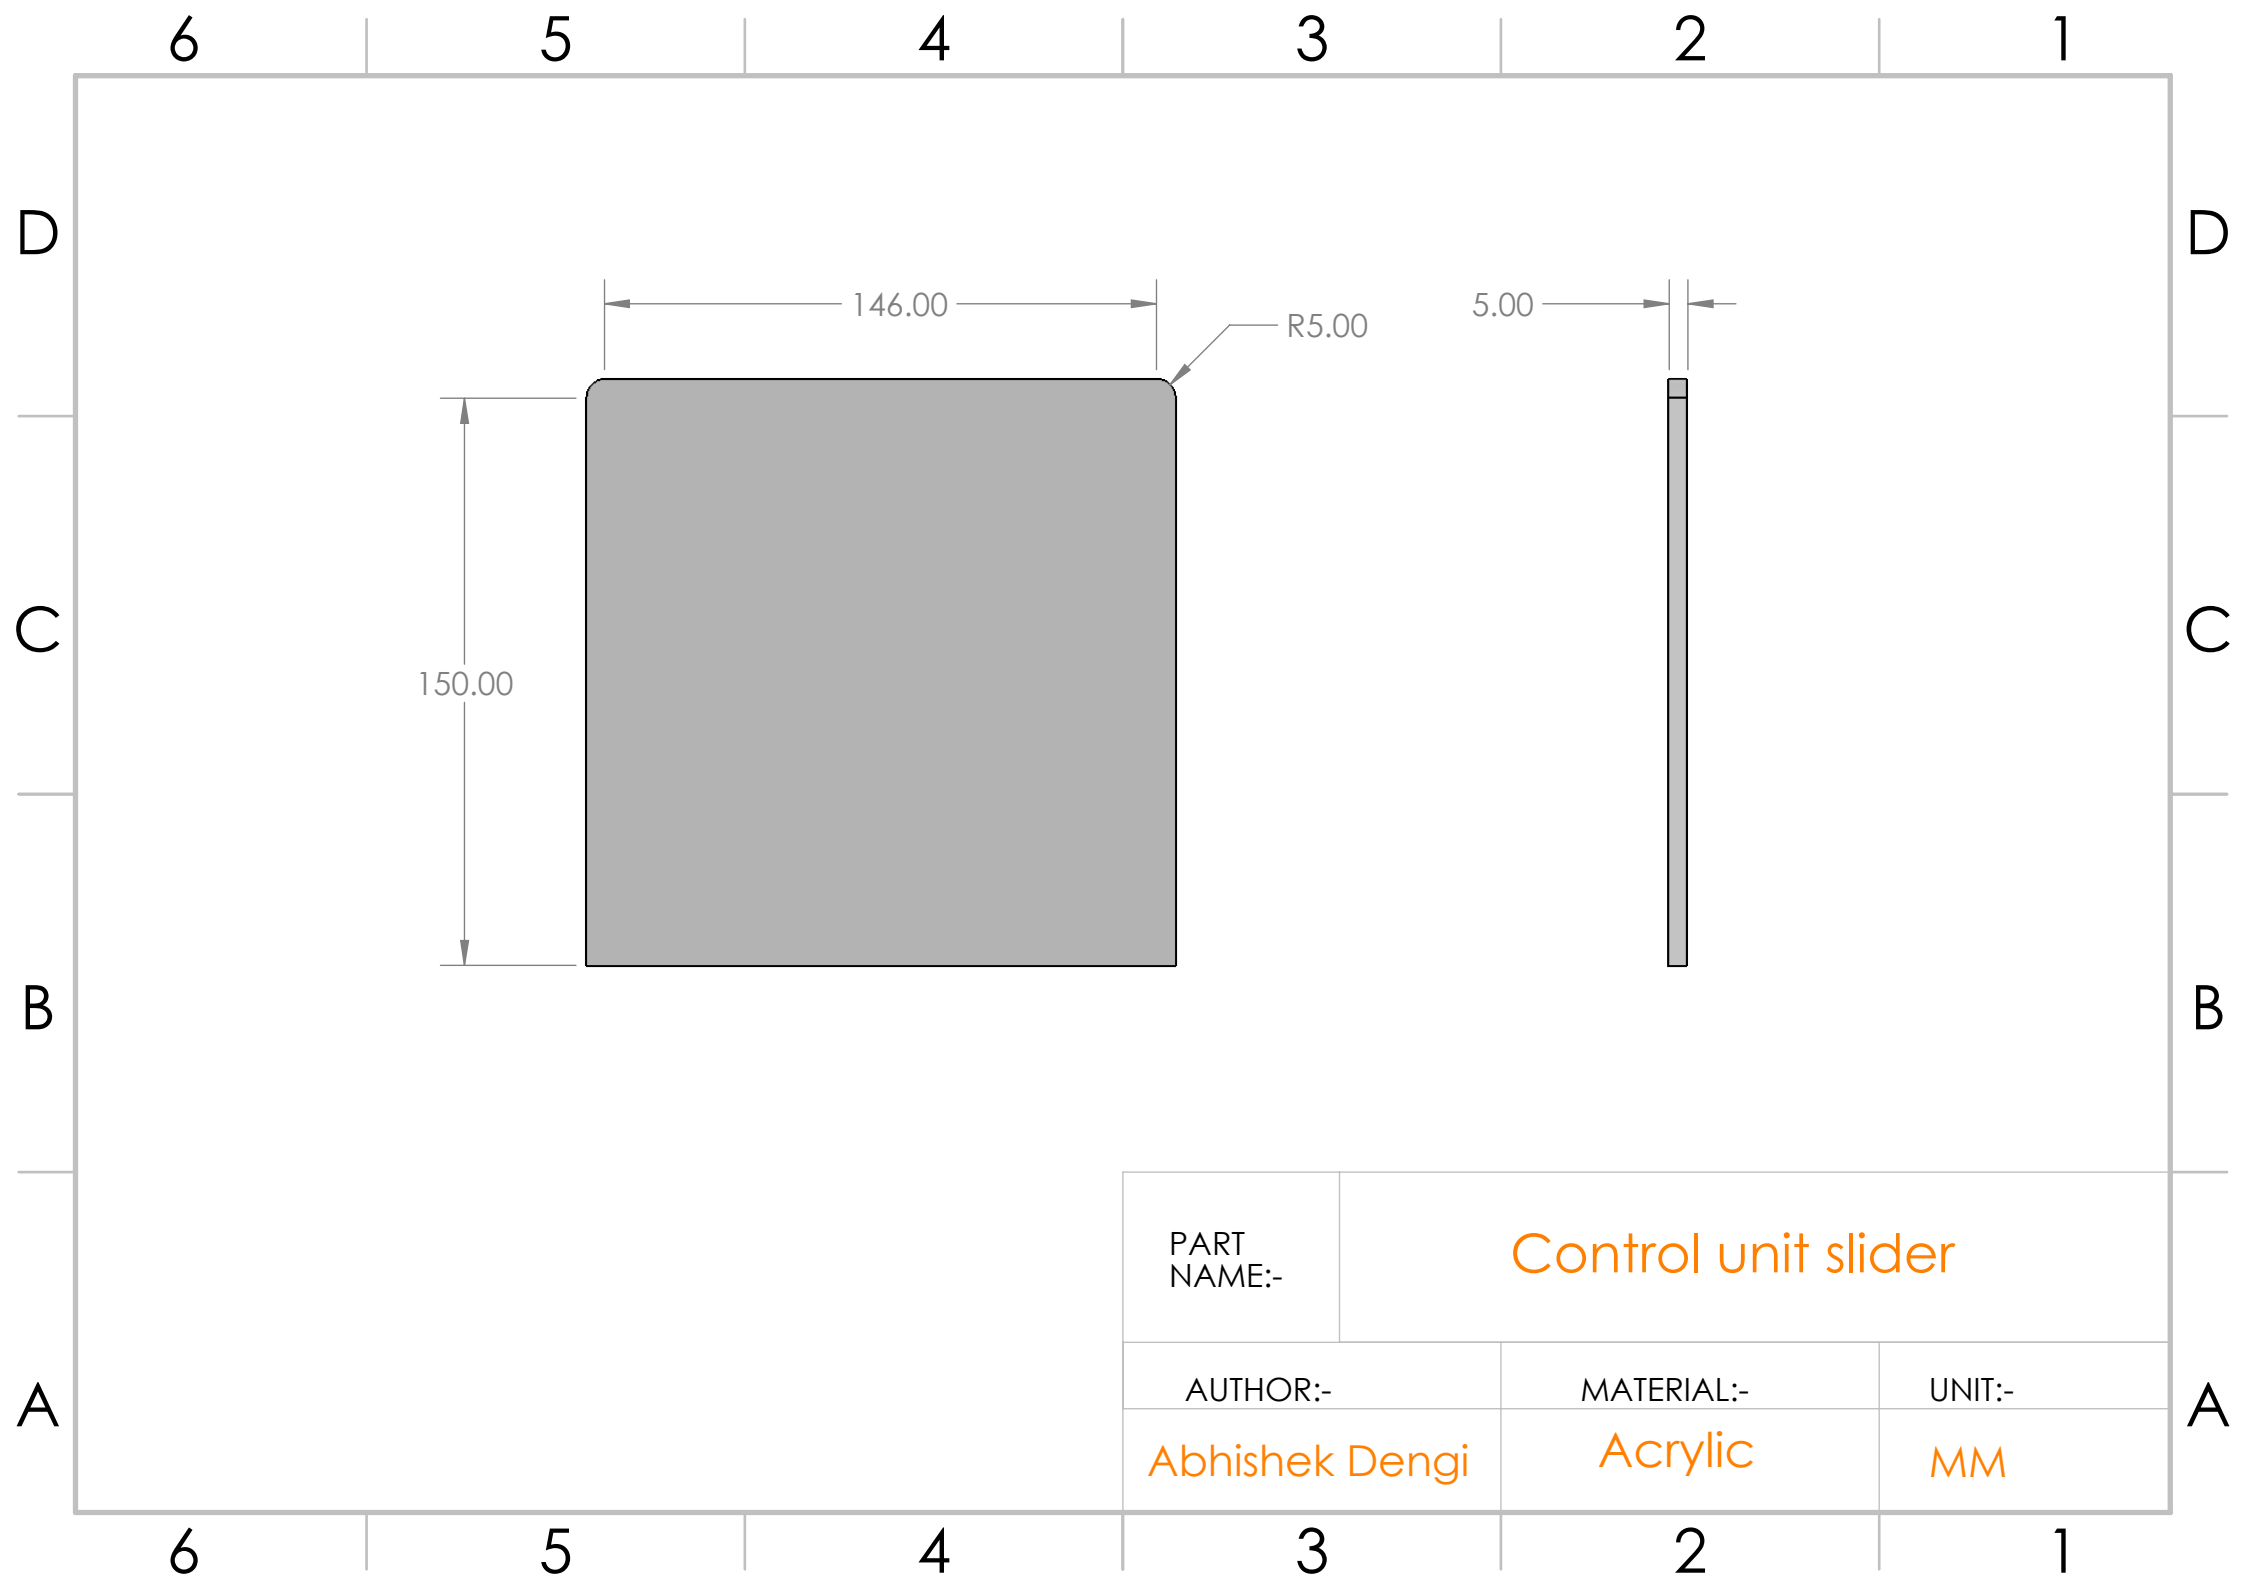 6 5 4 3 2 1
D D
146.00 R5.00 5.00
C C
150.00
B B
PART
NAME:-
Control unit slider
AUTHOR:- MATERIAL:- UNIT:-
A A
Abhishek Dengi Acrylic MM
6 5 4 3 2 1